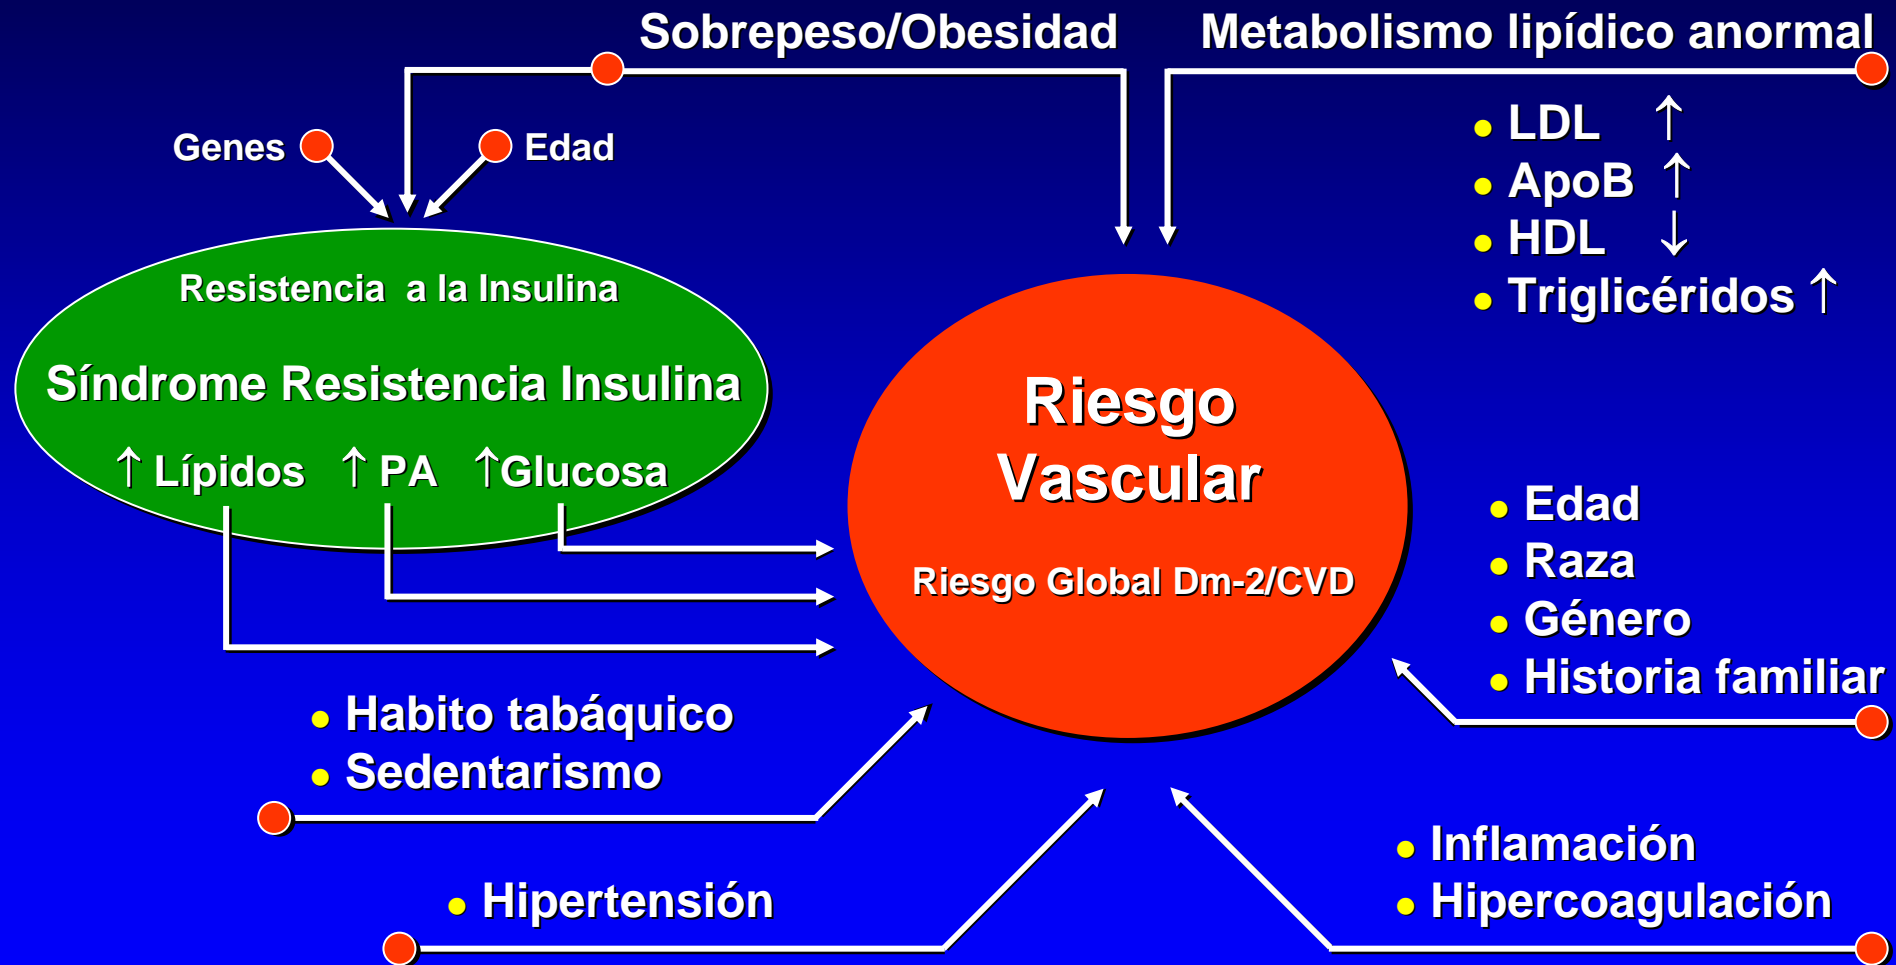 Sobrepeso/Obesidad
Metabolismo lipídico anormal
Genes
Edad
LDL ↑
ApoB ↑
HDL ↓
Triglicéridos ↑
Resistencia a la Insulina
Síndrome Resistencia Insulina
↑ Lípidos ↑ PA ↑Glucosa
Riesgo
Vascular
Riesgo Global Dm-2/CVD
Edad
Raza
Género
Historia familiar
Habito tabáquico
Sedentarismo
Hipertensión
Inflamación
Hipercoagulación